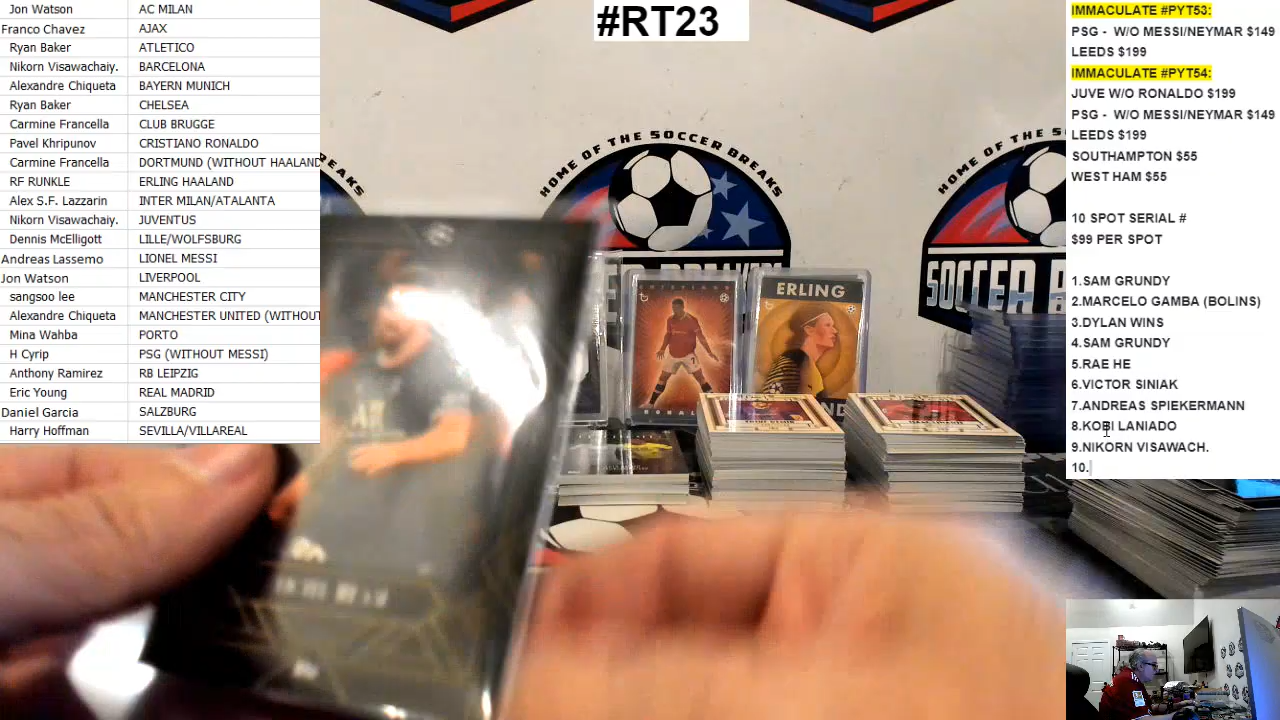 Jon Watson AC MILAN
Franco Chavez AJAX
Ryan Baker ATLETICO
Nikorn Visawachaiy. BARCELONA
Alexandre Chiqueta BAYERN MUNICH
Ryan Baker CHELSEA
Carmine Francella CLUB BRUGGE
Pavel Khripunov CRISTIANO RONALDO
Carmine Francella DORTMUND (WITHOUT HAALAND
RF RUNKLE ERLING HAALAND
Alex S.F. Lazzarin INTER MILAN/ATALANTA
Nikorn Visawachaiy. JUVENTUS
Dennis McElligott LILLE/WOLFSBURG
Andreas Lassemo LIONEL MESSI
Jon Watson LIVERPOOL
sangsoo lee MANCHESTER CITY
Alexandre Chiqueta MANCHESTER UNITED (WITHOUT
Mina Wahba PORTO
H Cyrip PSG (WITHOUT MESSI)
Anthony Ramirez RB LEIPZIG
Eric Young REAL MADRID
Daniel Garcia SALZBURG
Harry Hoffman SEVILLA/VILLAREAL
#RT23
HOME OF THE SOCCER BREAKS
HOME OF THE S
SOCCER B
ERLING
RONAL
ND
IMMACULATE #PYT53:
PSG - W/O MESSI/NEYMAR $149
LEEDS $199
IMMACULATE #PYT54:
JUVE W/O RONALDO $199
PSG - W/O MESSI/NEYMAR $149
LEEDS $199
SOUTHAMPTON $55
WEST HAM $55
10 SPOT SERIAL #
$99 PER SPOT
1.SAM GRUNDY
2.MARCELO GAMBA (BOLINS)
3.DYLAN WINS
4.SAM GRUNDY
5.RAE HE
6.VICTOR SINIAK
7.ANDREAS SPIEKERMANN
8.KOBI LANIADO
9.NIKORN VISAWACH.
10.